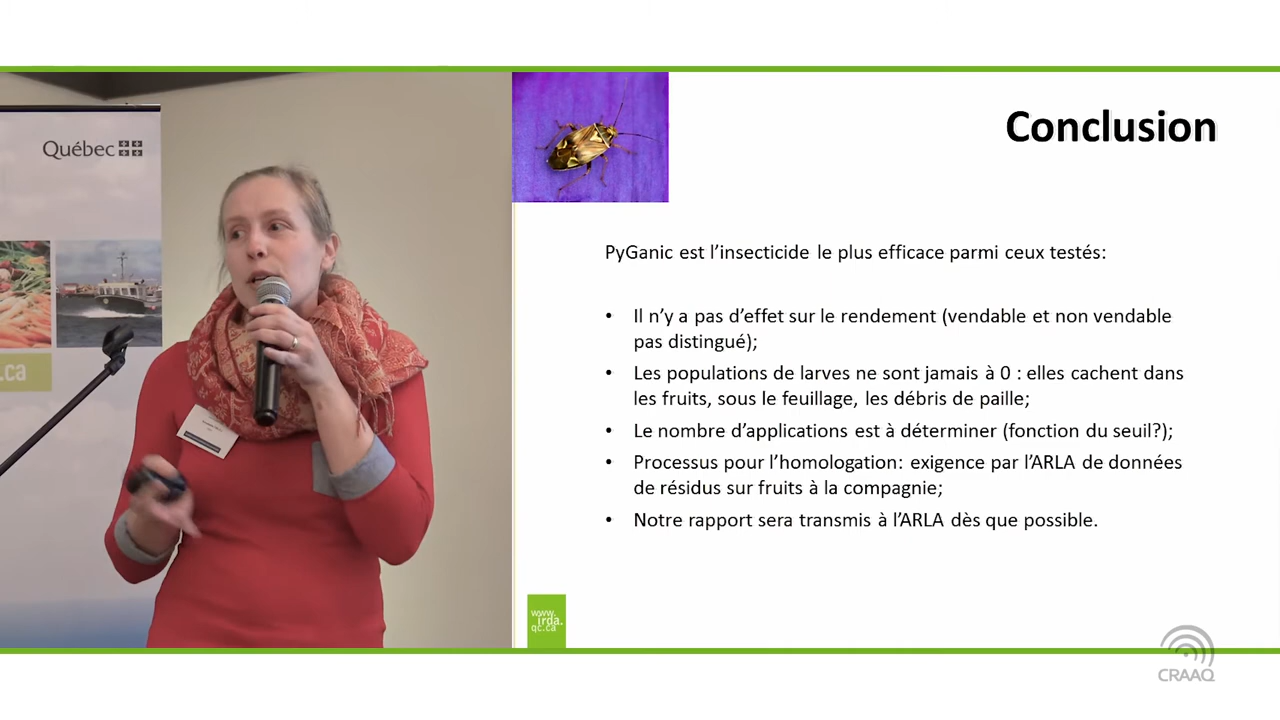 Québec
.ca
Conclusion
PyGanic est l’insecticide le plus efficace parmi ceux testés:
• Il n’y a pas d’effet sur le rendement (vendable et non vendable
pas distingué);
• Les populations de larves ne sont jamais à 0 : elles cachent dans
les fruits, sous le feuillage, les débris de paille;
• Le nombre d’applications est à déterminer (fonction du seuil?);
• Processus pour l’homologation: exigence par l’ARLA de données
de résidus sur fruits à la compagnie;
• Notre rapport sera transmis à l’ARLA dès que possible.
www.
irda.
qc.ca
CRAAQ